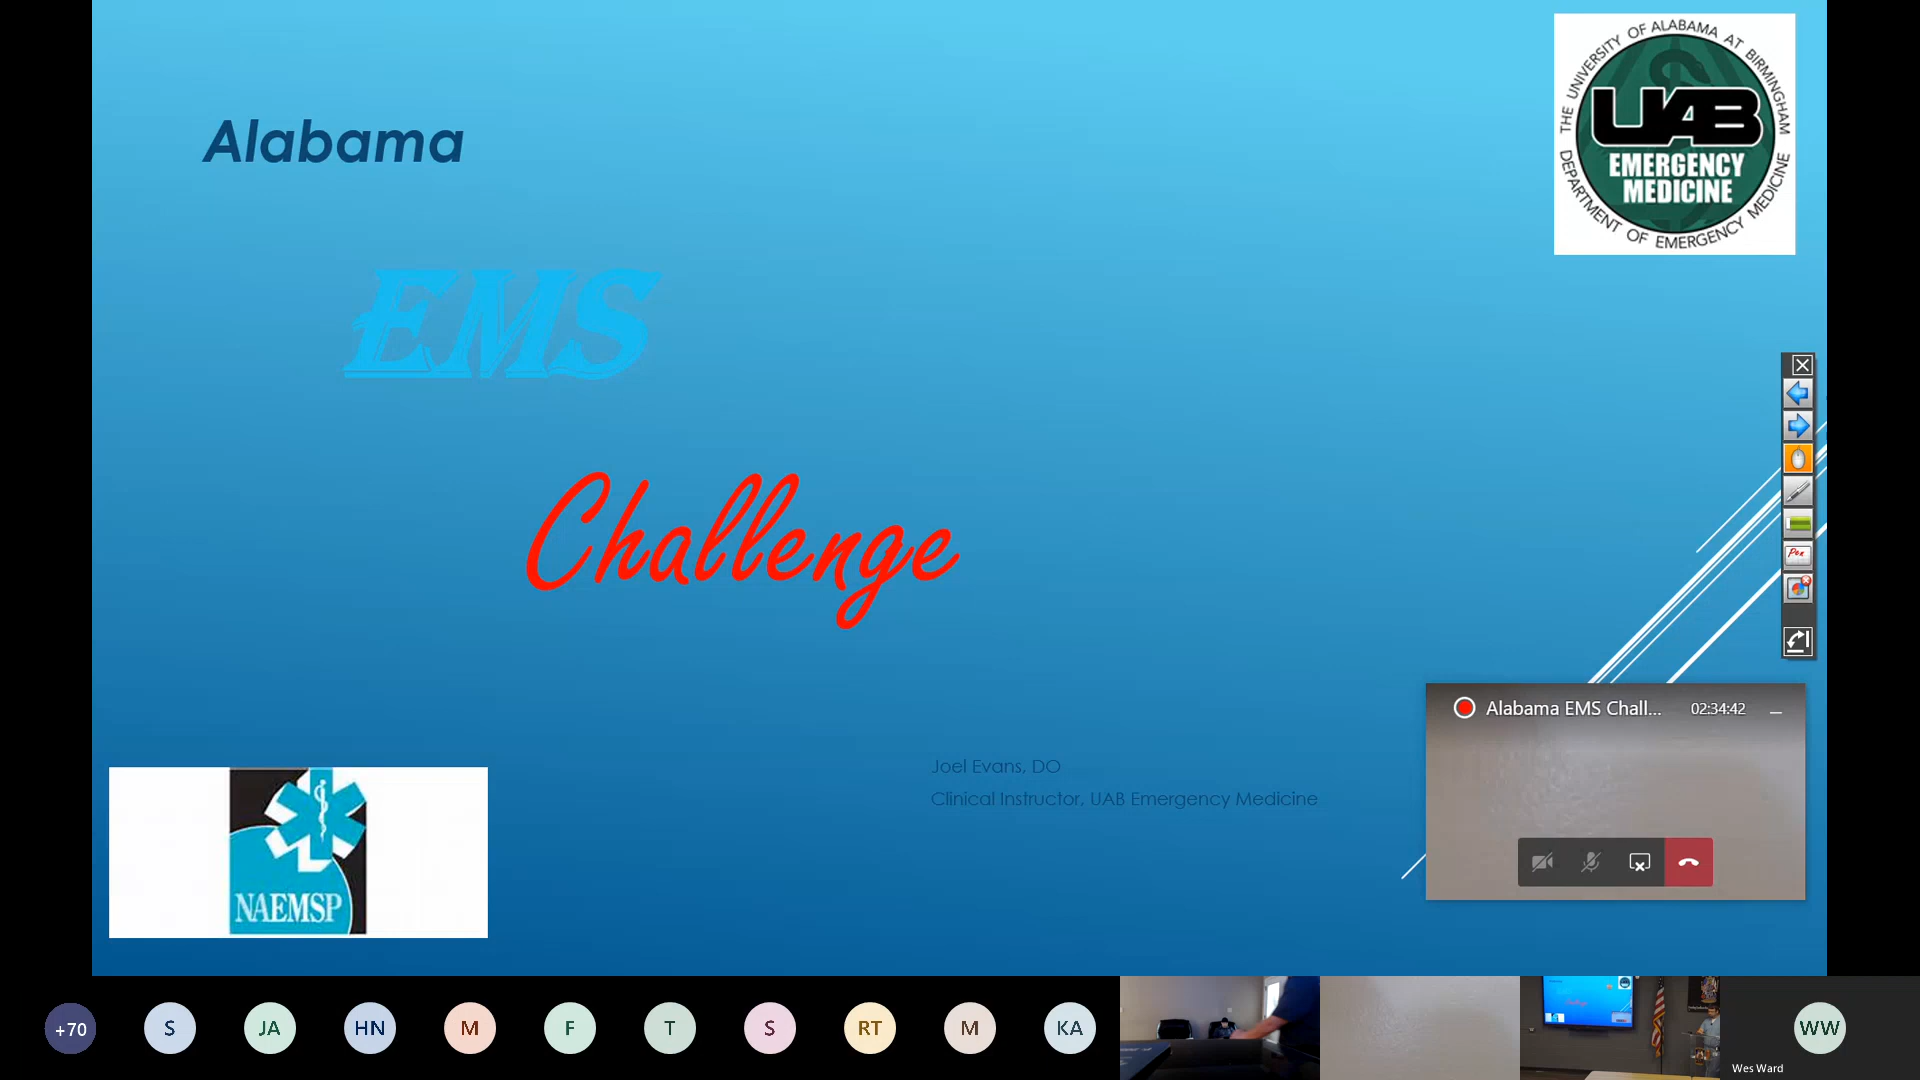 Alabama
EMS
Challenge
THE UNIVERSITY OF ALABAMA AT BIRMINGHAM
UAB
EMERGENCY
MEDICINE
DEPARTMENT OF EMERGENCY MEDICINE
Pen
Alabama EMS Chall... 02:34:42
Joel Evans, DO
Clinical Instructor, UAB Emergency Medicine
NAEMSP
+70 S JA HN M F T S RT M KA WW
Wes Ward